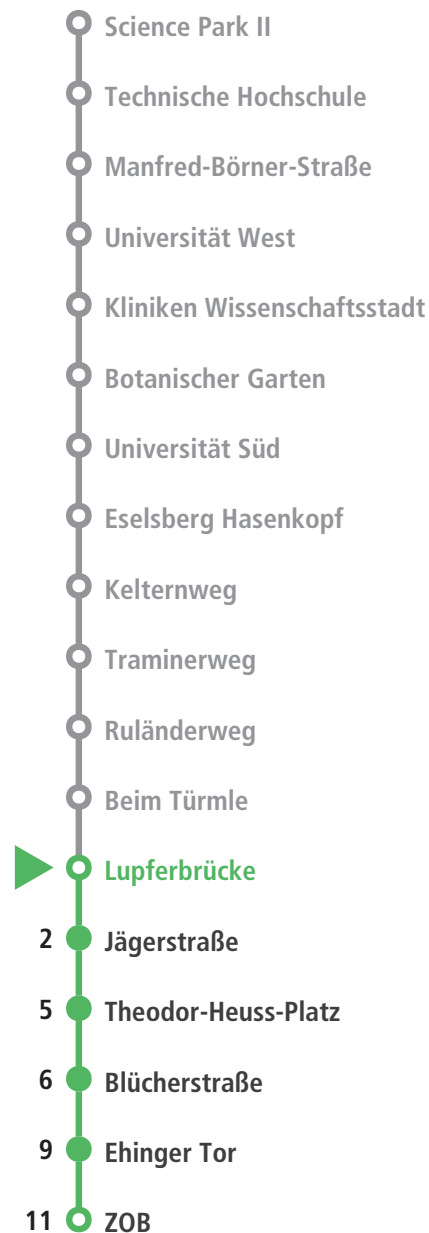 Science Park II
Technische Hochschule
Manfred-Börner-Straße
Universität West
Kliniken Wissenschaftsstadt
Botanischer Garten
Universität Süd
Eselsberg Hasenkopf
Kelternweg
Traminerweg
Ruländerweg
Beim Türmle
Lupferbrücke
2 Jägerstraße
5 Theodor-Heuss-Platz
6 Blücherstraße
9 Ehinger Tor
11 ZOB